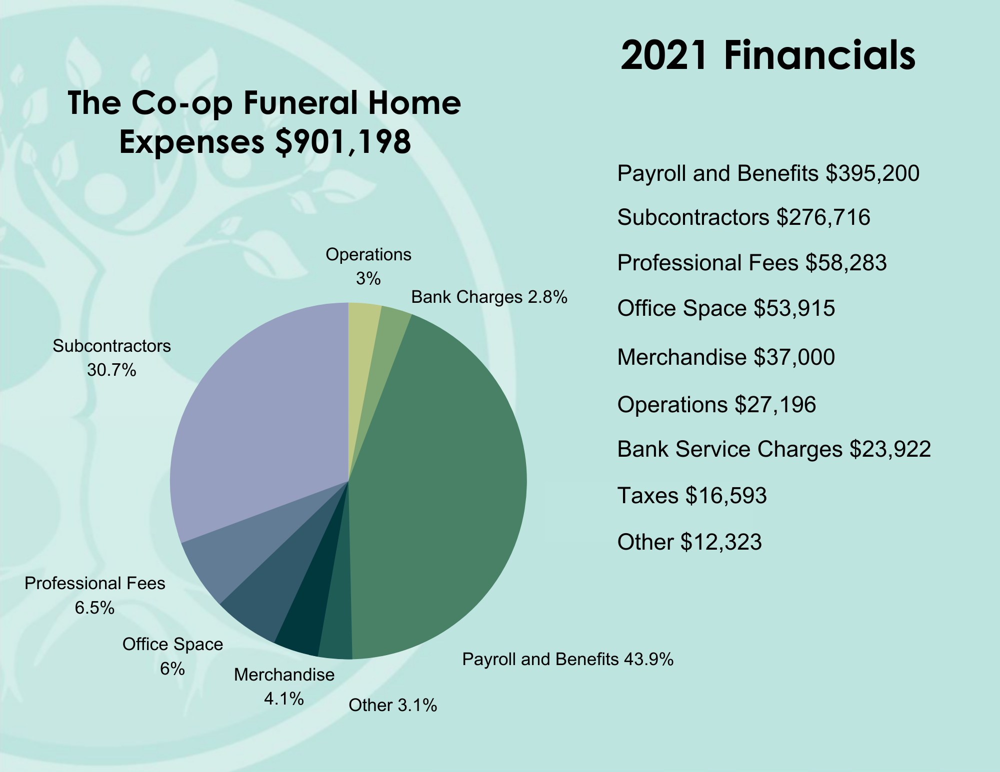 2021 Financials
The Co-op Funeral Home
Expenses $901,198
Payroll and Benefits $395,200
Subcontractors $276,716
Professional Fees $58,283
Office Space $53,915
Merchandise $37,000
Operations $27,196
Bank Service Charges $23,922
Taxes $16,593
Other $12,323
Operations
3%
Bank Charges 2.8%
Subcontractors
30.7%
Professional Fees
6.5%
Office Space
6%
Merchandise
4.1%
Other 3.1%
Payroll and Benefits 43.9%